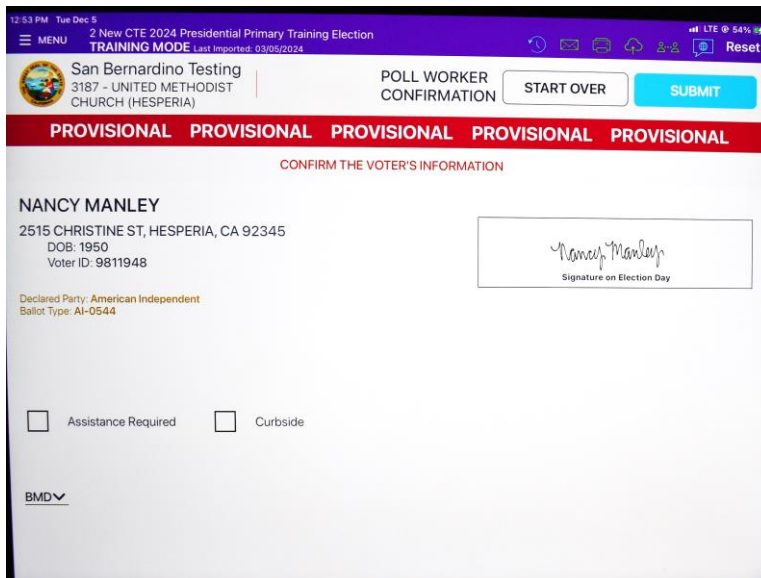 12:53 PM Tue Dec 5
LTE 54%
MENU
2 New CTE 2024 Presidential Primary Training Election
TRAINING MODE Last Imported: 03/05/2024
Reset
San Bernardino Testing
3187 - UNITED METHODIST
CHURCH (HESPERIA)
POLL WORKER
CONFIRMATION
START OVER
SUBMIT
PROVISIONAL PROVISIONAL PROVISIONAL PROVISIONAL PROVISIONAL
CONFIRM THE VOTER'S INFORMATION
NANCY MANLEY
2515 CHRISTINE ST, HESPERIA, CA 92345
DOB: 1950
Voter ID: 9811948
Nancy Manley
Signature on Election Day
Declared Party: American Independent
Ballot Type: AI-0544
Assistance Required
Curbside
BMD